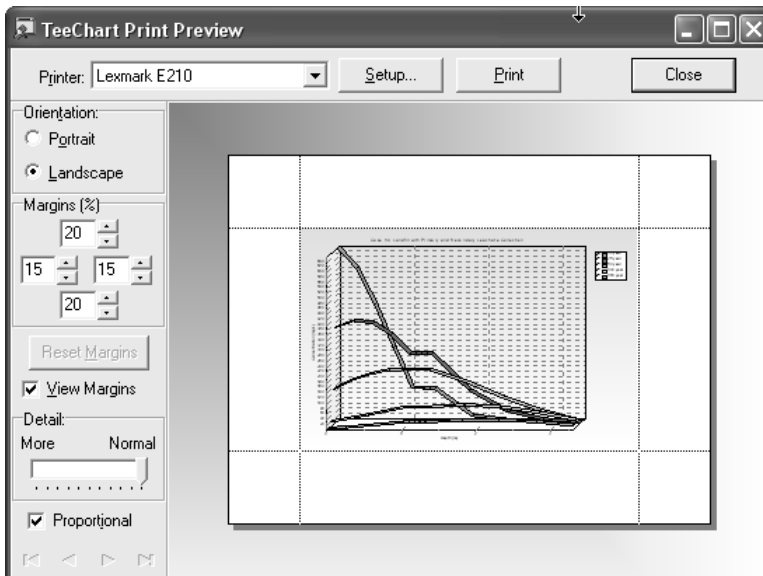 TeeChart Print Preview
Printer: Lexmark E210 Setup... Print Close
Orientation:
Portrait
Landscape
Margins (%)
20
15 15
20
Reset Margins
View Margins
Detail:
More Normal
Proportional